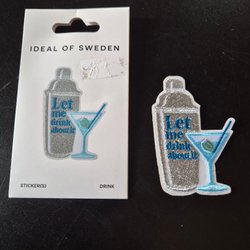 IDEAL OF SWEDEN
Let
me
drink
about it
STICKER(S)
DRINK
Let
me
drink
about it